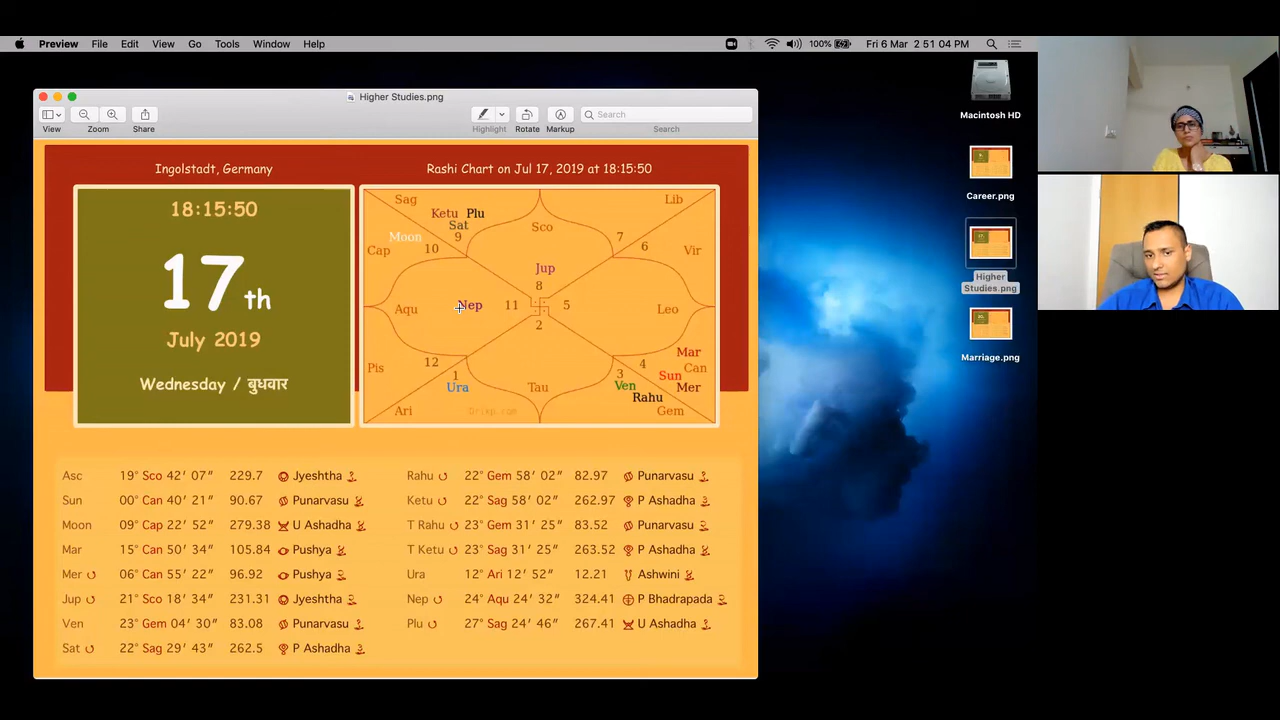 Preview File Edit View Go Tools Window Help 100% Fri 6 Mar 2 51 04 PM
Higher Studies.png
View Zoom Share Highlight Rotate Markup Search
Search
Ingolstadt, Germany
18:15:50
17th
July 2019
Wednesday / बुधवार
Rashi Chart on Jul 17, 2019 at 18:15:50
Sag Lib
Ketu Plu
Sat
Sco
Moon
9 7
Cap 10 6 Vir
Jup
8
Aqu Nep 11 5 Leo
2
Mar
12 4
Pis 1 3 Sun Can
Ura Tau Ven Mer
Rahu
Ari Drikp.com Gem
Asc 19° Sco 42′ 07″ 229.7 Jyeshtha
Sun 00° Can 40′ 21″ 90.67 Punarvasu
Moon 09° Cap 22′ 52″ 279.38 U Ashadha
Mar 15° Can 50′ 34″ 105.84 Pushya
Mer 06° Can 55′ 22″ 96.92 Pushya
Jup 21° Sco 18′ 34″ 231.31 Jyeshtha
Ven 23° Gem 04′ 30″ 83.08 Punarvasu
Sat 22° Sag 29′ 43″ 262.5 P Ashadha
Rahu 22° Gem 58′ 02″ 82.97 Punarvasu
Ketu 22° Sag 58′ 02″ 262.97 P Ashadha
T Rahu 23° Gem 31′ 25″ 83.52 Punarvasu
T Ketu 23° Sag 31′ 25″ 263.52 P Ashadha
Ura 12° Ari 12′ 52″ 12.21 Ashwini
Nep 24° Aqu 24′ 32″ 324.41 P Bhadrapada
Plu 27° Sag 24′ 46″ 267.41 U Ashadha
Macintosh HD
Career.png
Higher
Studies.png
Marriage.png